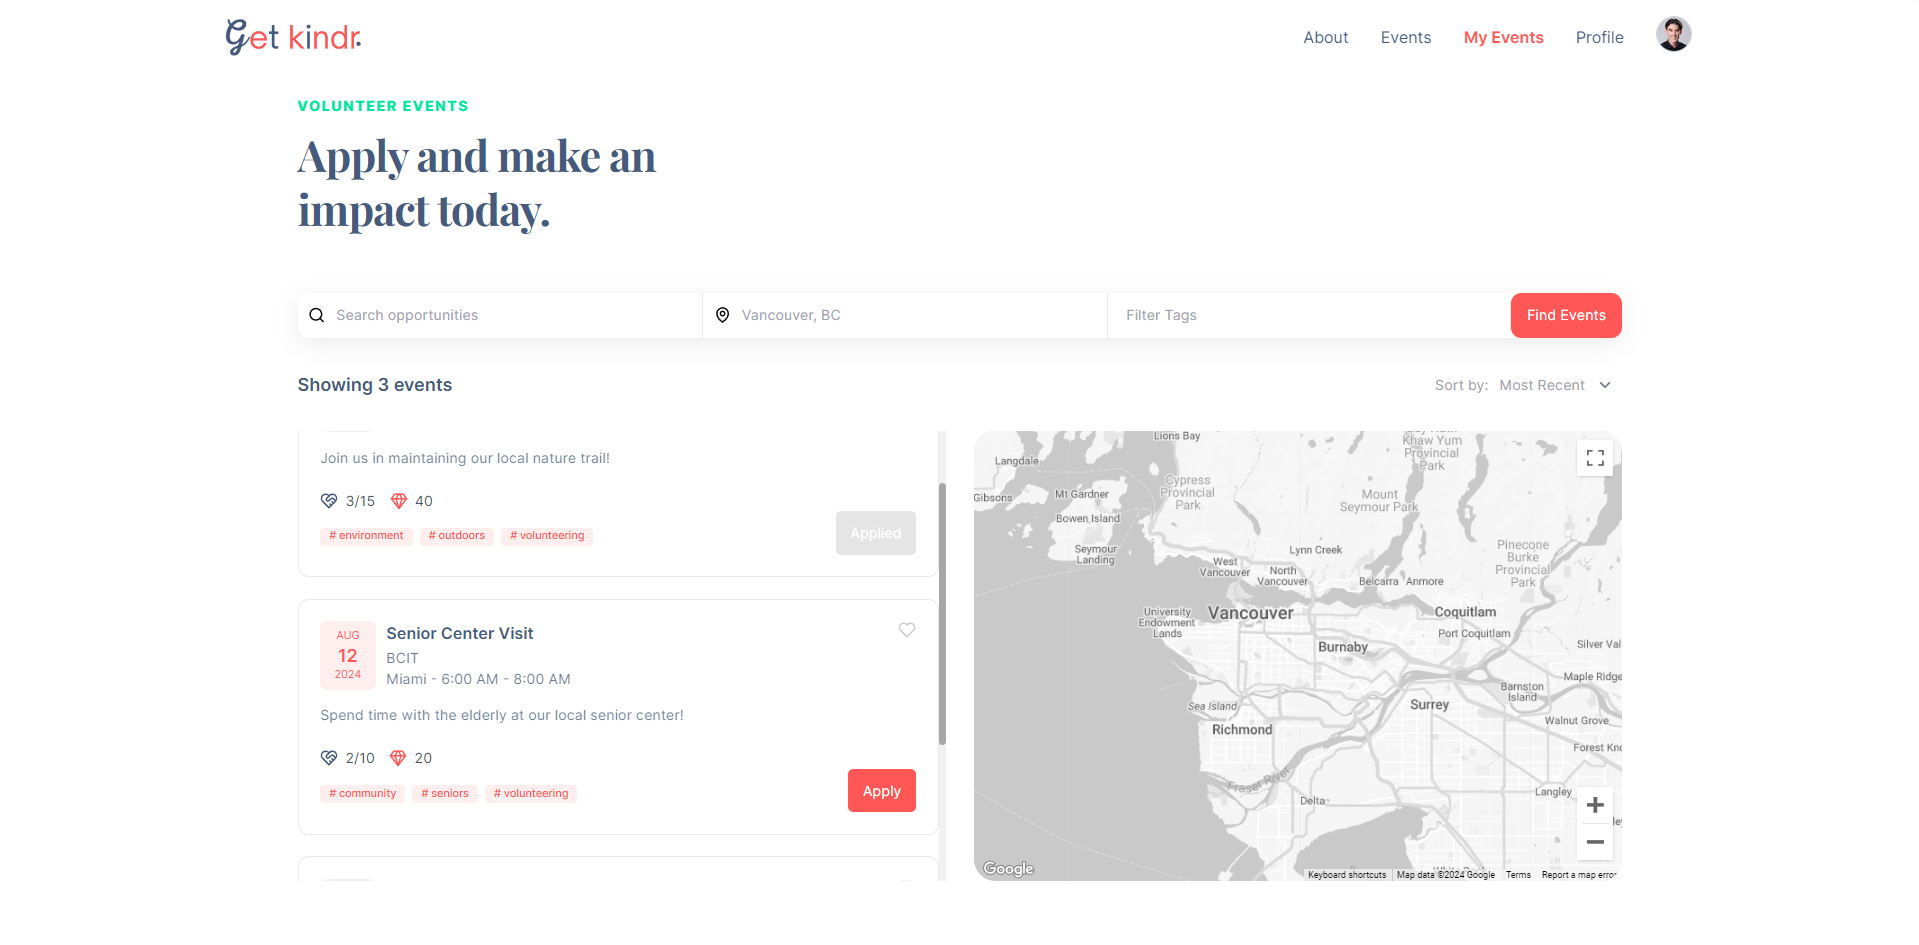 Get kindr.
About Events My Events Profile
VOLUNTEER EVENTS
Apply and make an
impact today.
Search opportunities
Vancouver, BC
Filter Tags
Find Events
Showing 3 events
Sort by: Most Recent
Join us in maintaining our local nature trail!
3/15 40
# environment # outdoors # volunteering
Applied
AUG
12
2024
Senior Center Visit
BCIT
Miami - 6:00 AM - 8:00 AM
Spend time with the elderly at our local senior center!
2/10 20
# community # seniors # volunteering
Apply
Lions Bay
Khaw Yum
Provincial
Park
Langdale
Cypress
Provincial
Park
Gibsons
Mt Gardner
Mount
Seymour Park
Bowen Island
Seymour
Landing
Lynn Creek
Pinecone
Burke
Provincial
Park
West
Vancouver
North
Vancouver
Belcarra
Anmore
University
Endowment
Lands
Vancouver
Coquitlam
Port Coquitlam
Burnaby
Silver Val
Maple Ridge
Barnston
Island
Sea Island
Surrey
Walnut Grove
Richmond
Forest Kno
Fraser River
Delta
Langley
Google
Keyboard shortcuts
Map data ©2024 Google
Terms
Report a map error